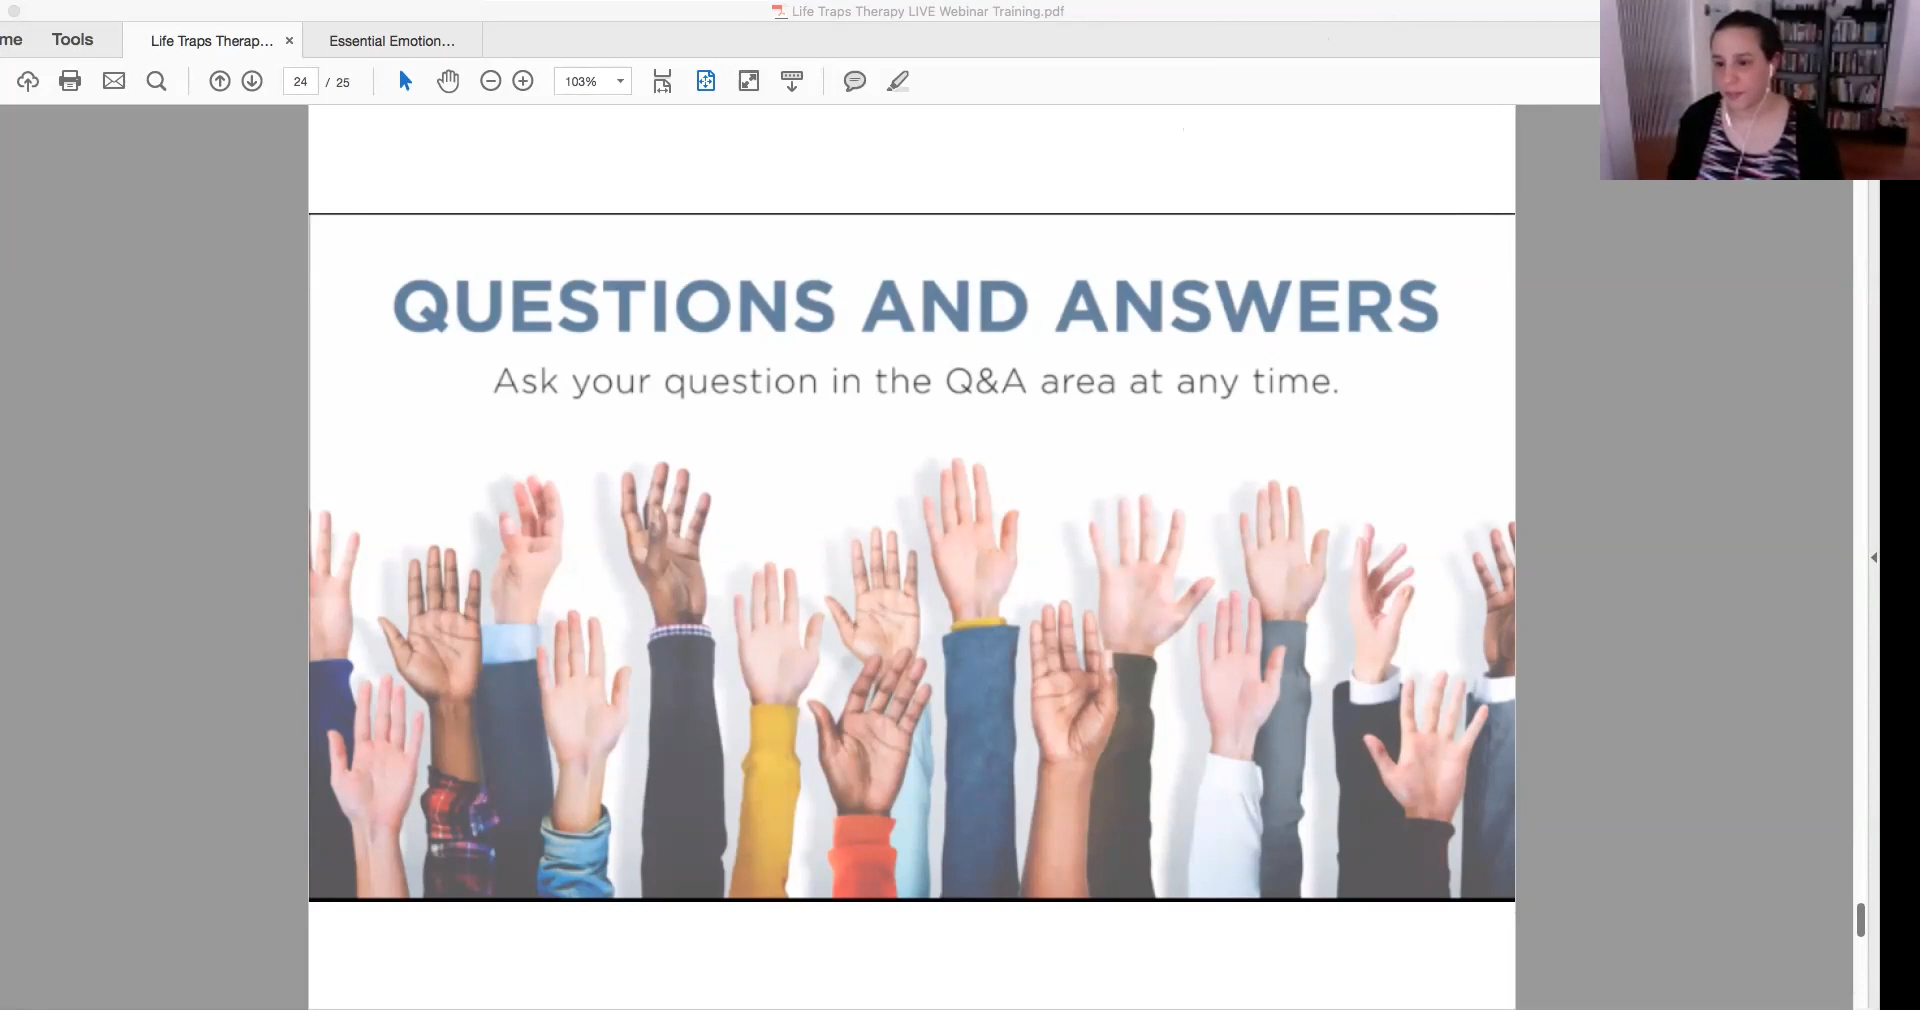 Life Traps Therapy LIVE Webinar Training.pdf
me
Tools
Life Traps Therap...
×
Essential Emotion...
24 / 25
103%
QUESTIONS AND ANSWERS
Ask your question in the Q&A area at any time.